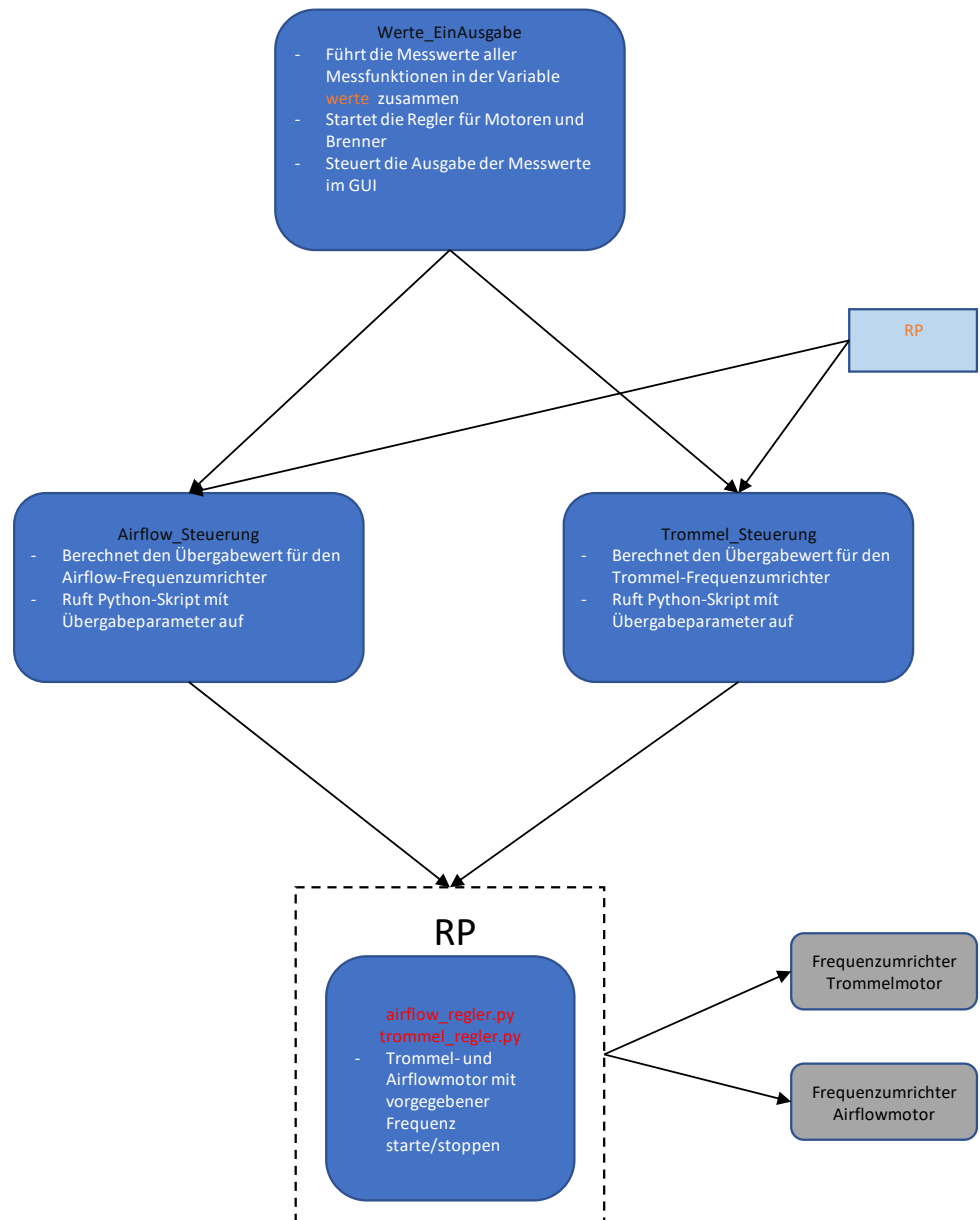 Werte_EinAusgabe
- Führt die Messwerte aller
Messfunktionen in der Variable
werte zusammen
- Startet die Regler für Motoren und
Brenner
- Steuert die Ausgabe der Messwerte
im GUI
RP
Airflow_Steuerung
- Berechnet den Übergabewert für den
Airflow-Frequenzumrichter
- Ruft Python-Skript mít
Übergabeparameter auf
Trommel_Steuerung
- Berechnet den Übergabewert für den
Trommel-Frequenzumrichter
- Ruft Python-Skript mít
Übergabeparameter auf
RP
airflow_regler.py
trommel_regler.py
- Trommel- und
Airflowmotor mit
vorgegebener
Frequenz
starte/stoppen
Frequenzumrichter
Trommelmotor
Frequenzumrichter
Airflowmotor